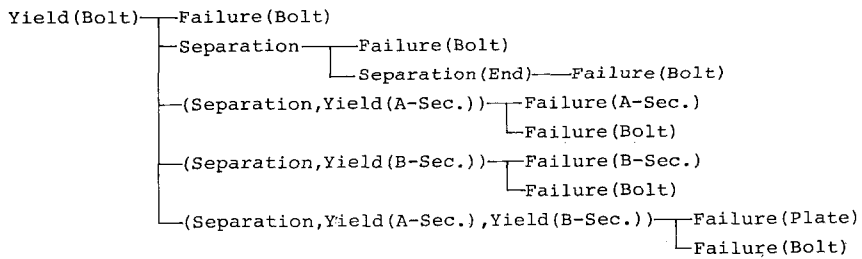 Yield(Bolt) Failure(Bolt)
Separation Failure(Bolt)
Separation(End) Failure(Bolt)
(Separation,Yield(A-Sec.)) Failure(A-Sec.)
Failure(Bolt)
(Separation,Yield(B-Sec.)) Failure(B-Sec.)
Failure(Bolt)
(Separation,Yield(A-Sec.),Yield(B-Sec.)) Failure(Plate)
Failure(Bolt)